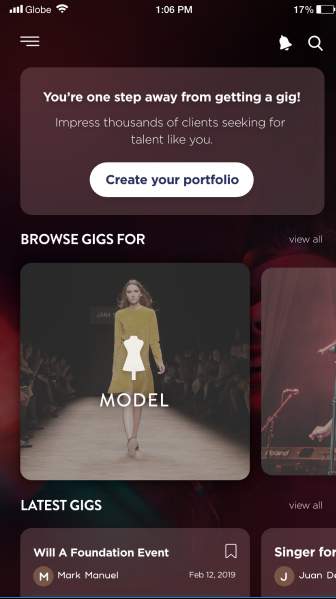 Globe 1:06 PM 17%
You're one step away from getting a gig!
Impress thousands of clients seeking for
talent like you.
Create your portfolio
BROWSE GIGS FOR view all
JANA
MODEL
LATEST GIGS view all
Will A Foundation Event
M Mark Manuel Feb 12, 2019
Singer for
J Juan De